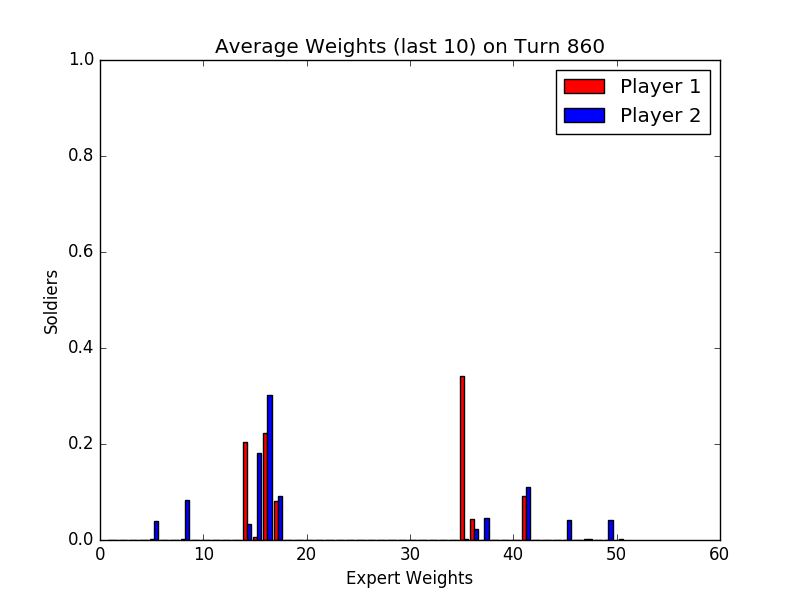 Average Weights (last 10) on Turn 860
Player 1
Player 2
1.0
0.8
0.6
0.4
0.2
0.0
Soldiers
0 10 20 30 40 50 60
Expert Weights